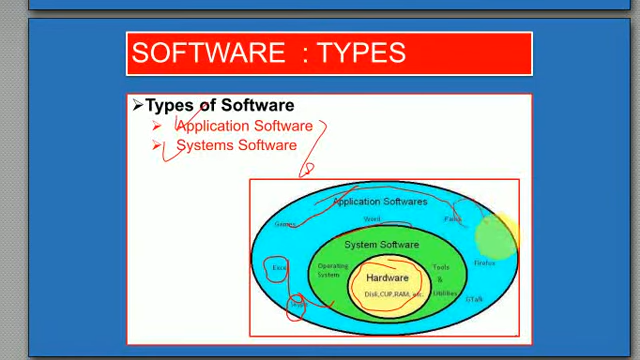 SOFTWARE : TYPES
➢Types of Software
➢ Application Software
➢ Systems Software
Application Softwares
Games
Word
Paint
System Software
Excel
Operating System
Hardware
Disk,CUP,RAM, etc.
Tools & Utilities
Firefox
GTalk